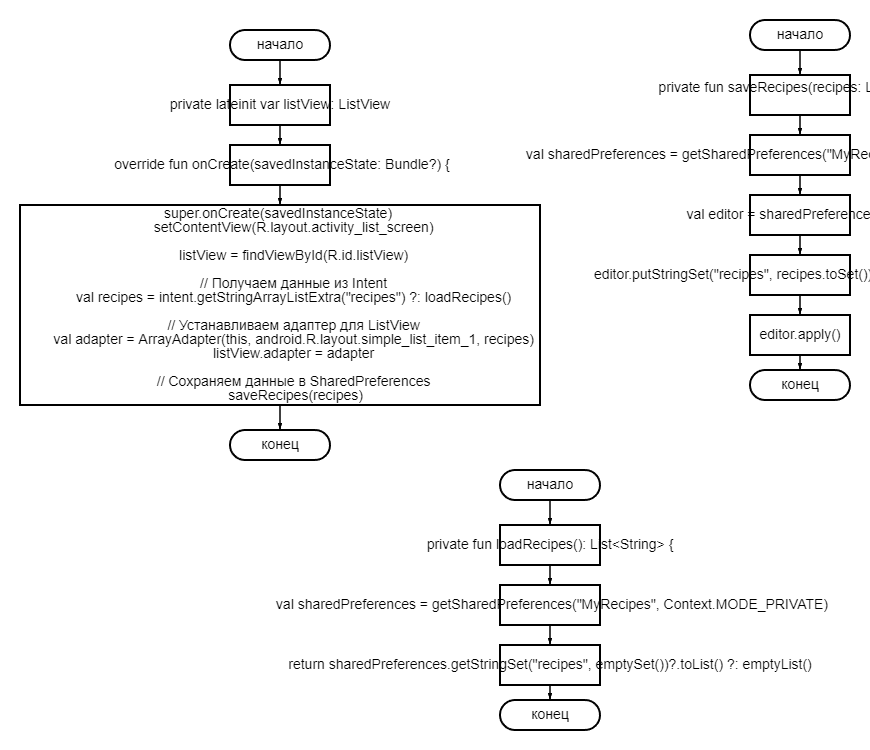 начало
private lateinit var listView: ListView
override fun onCreate(savedInstanceState: Bundle?) {
super.onCreate(savedInstanceState)
setContentView(R.layout.activity_list_screen)
listView = findViewById(R.id.listView)
// Получаем данные из Intent
val recipes = intent.getStringArrayListExtra("recipes") ?: loadRecipes()
// Устанавливаем адаптер для ListView
val adapter = ArrayAdapter(this, android.R.layout.simple_list_item_1, recipes)
listView.adapter = adapter
// Сохраняем данные в SharedPreferences
saveRecipes(recipes)
конец
начало
private fun saveRecipes(recipes: L
val sharedPreferences = getSharedPreferences("MyRec
val editor = sharedPreference
editor.putStringSet("recipes", recipes.toSet())
editor.apply()
конец
начало
private fun loadRecipes(): List<String> {
val sharedPreferences = getSharedPreferences("MyRecipes", Context.MODE_PRIVATE)
return sharedPreferences.getStringSet("recipes", emptySet())?.toList() ?: emptyList()
конец